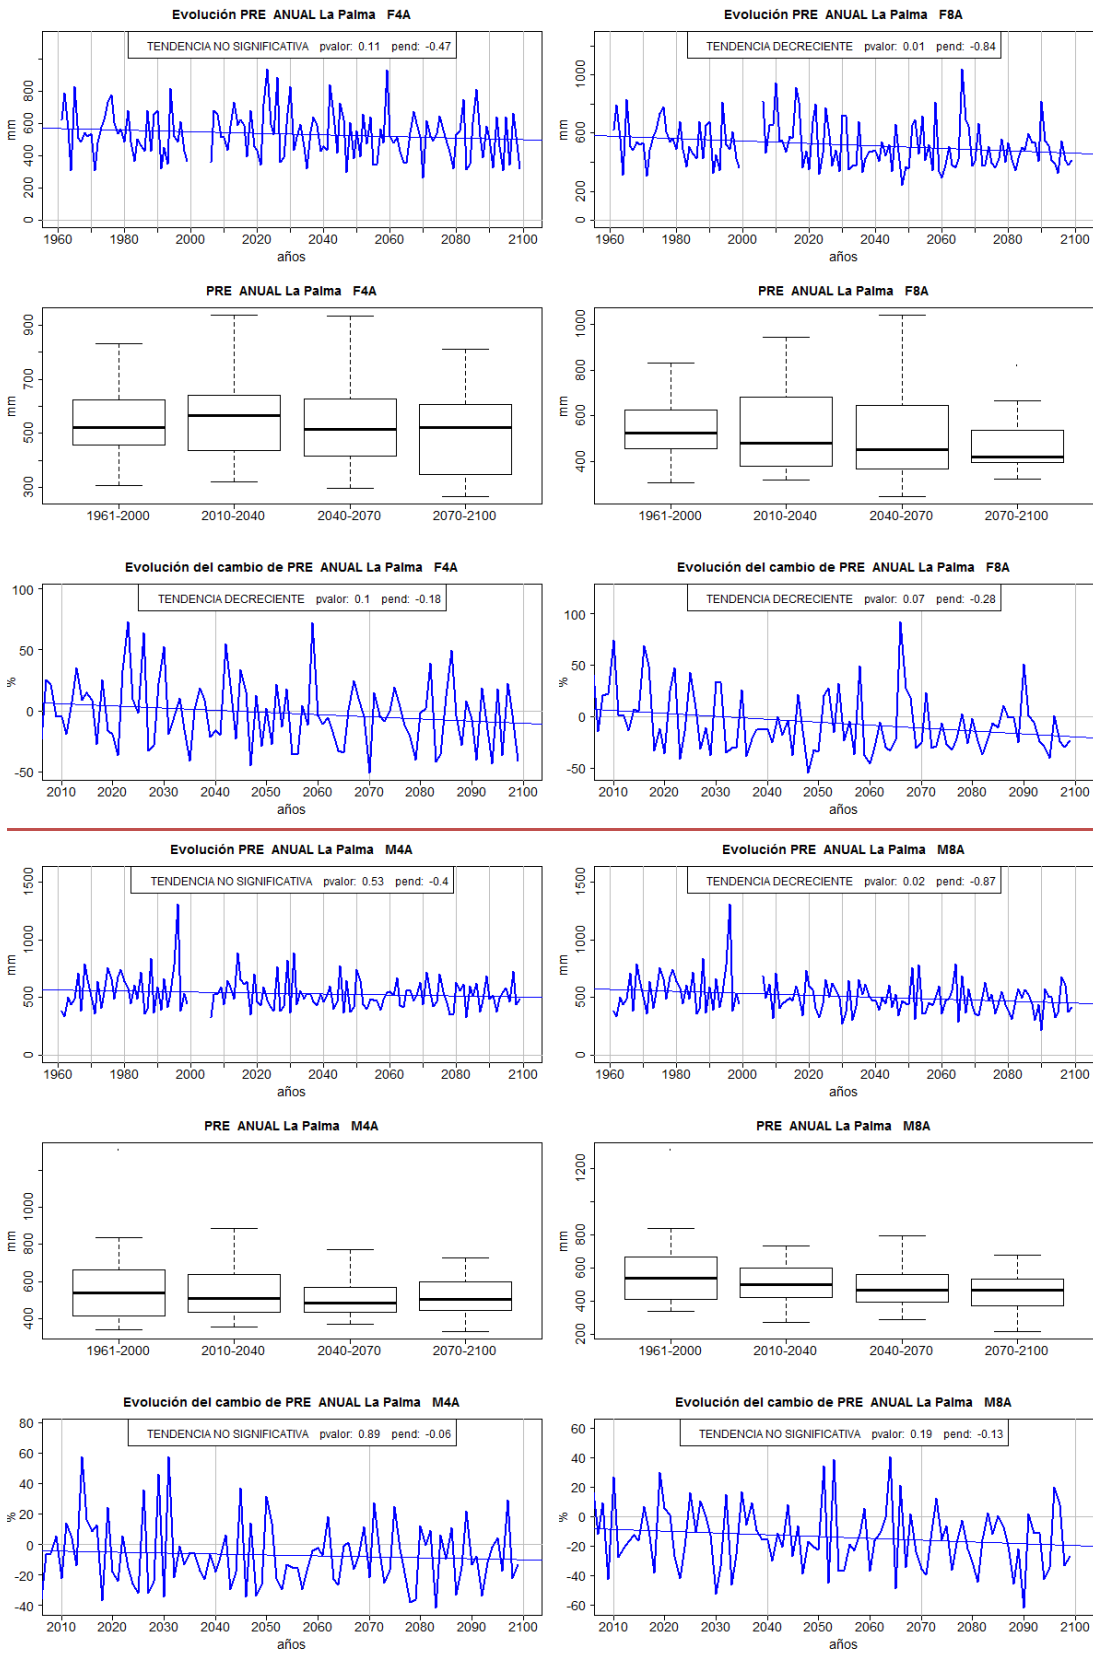 Evolución PRE ANUAL La Palma F4A
TENDENCIA NO SIGNIFICATIVA pvalor: 0.11 pend: -0.47
mm
0 200 400 600 800
1960 1980 2000 2020 2040 2060 2080 2100
años
Evolución PRE ANUAL La Palma F8A
TENDENCIA DECRECIENTE pvalor: 0.01 pend: -0.84
mm
0 200 600 1000
1960 1980 2000 2020 2040 2060 2080 2100
años
PRE ANUAL La Palma F4A
mm
300 500 700 900
1961-2000 2010-2040 2040-2070 2070-2100
PRE ANUAL La Palma F8A
mm
400 600 800 1000
1961-2000 2010-2040 2040-2070 2070-2100
Evolución del cambio de PRE ANUAL La Palma F4A
TENDENCIA DECRECIENTE pvalor: 0.1 pend: -0.18
%
100
50
0
-50
2010 2020 2030 2040 2050 2060 2070 2080 2090 2100
años
Evolución del cambio de PRE ANUAL La Palma F8A
TENDENCIA DECRECIENTE pvalor: 0.07 pend: -0.28
%
100
50
0
-50
2010 2020 2030 2040 2050 2060 2070 2080 2090 2100
años
Evolución PRE ANUAL La Palma M4A
TENDENCIA NO SIGNIFICATIVA pvalor: 0.53 pend: -0.4
mm
0 500 1000 1500
1960 1980 2000 2020 2040 2060 2080 2100
años
Evolución PRE ANUAL La Palma M8A
TENDENCIA DECRECIENTE pvalor: 0.02 pend: -0.87
mm
0 500 1000 1500
1960 1980 2000 2020 2040 2060 2080 2100
años
PRE ANUAL La Palma M4A
mm
400 600 800 1000
1961-2000 2010-2040 2040-2070 2070-2100
PRE ANUAL La Palma M8A
mm
200 400 600 800 1200
1961-2000 2010-2040 2040-2070 2070-2100
Evolución del cambio de PRE ANUAL La Palma M4A
TENDENCIA NO SIGNIFICATIVA pvalor: 0.89 pend: -0.06
%
80
60
40
20
0
-20
-40
2010 2020 2030 2040 2050 2060 2070 2080 2090 2100
años
Evolución del cambio de PRE ANUAL La Palma M8A
TENDENCIA NO SIGNIFICATIVA pvalor: 0.19 pend: -0.13
%
60
40
20
0
-20
-40
-60
2010 2020 2030 2040 2050 2060 2070 2080 2090 2100
años